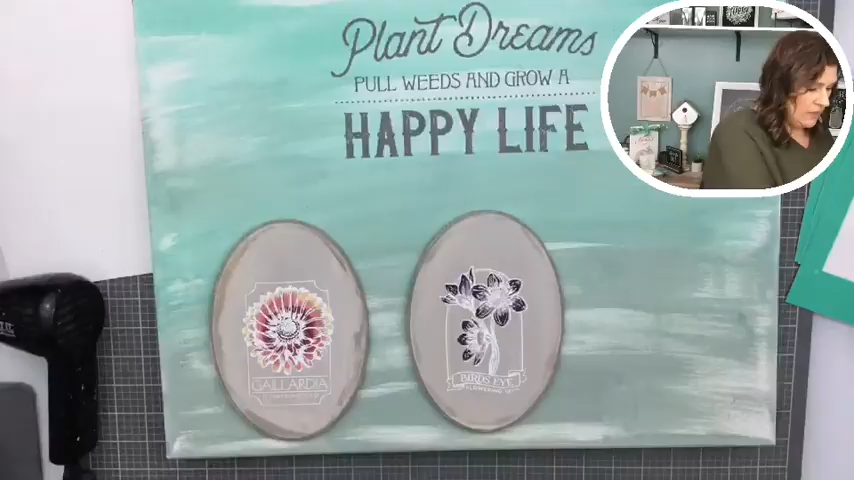 Plant Dreams
PULL WEEDS AND GROW A
HAPPY LIFE
GAILLARDIA
BIRDS EYE